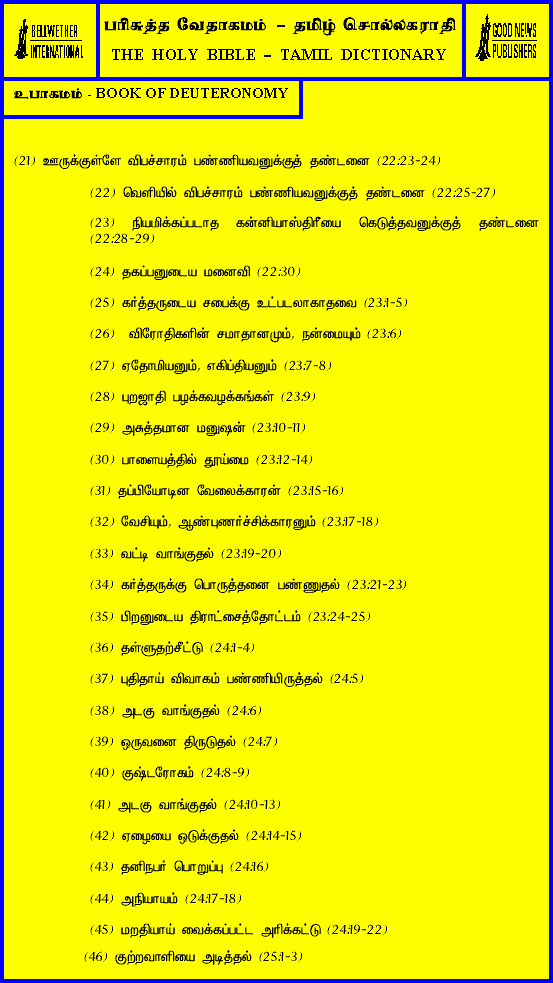 BELLWETHER
INTERNATIONAL
பரிசுத்த வேதாகமம் – தமிழ் சொல்லகராதி
THE HOLY BIBLE – TAMIL DICTIONARY
GOOD NEWS
PUBLISHERS
உபாகமம் - BOOK OF DEUTERONOMY
(21) ஊருக்குள்ளே விபச்சாரம் பண்ணியவனுக்குத் தண்டனை (22:23-24)
(22) வெளியில் விபச்சாரம் பண்ணியவனுக்குத் தண்டனை (22:25-27)
(23) நியமிக்கப்படாத கன்னியாஸ்திரீயை கெடுத்தவனுக்குத் தண்டனை
(22:28-29)
(24) தகப்பனுடைய மனைவி (22:30)
(25) கர்த்தருடைய சபைக்கு உட்படலாகாதவை (23:1-5)
(26) விரோதிகளின் சமாதானமும், நன்மையும் (23:6)
(27) ஏதோமியனும், எகிப்தியனும் (23:7-8)
(28) புறஜாதி பழக்கவழக்கங்கள் (23:9)
(29) அசுத்தமான மனுஷன் (23:10-11)
(30) பாளையத்தில் தூய்மை (23:12-14)
(31) தப்பியோடின வேலைக்காரன் (23:15-16)
(32) வேசியும், ஆண்புணர்ச்சிக்காரனும் (23:17-18)
(33) வட்டி வாங்குதல் (23:19-20)
(34) கர்த்தருக்கு பொருத்தனை பண்ணுதல் (23:21-23)
(35) பிறனுடைய திராட்சைத்தோட்டம் (23:24-25)
(36) தள்ளுதற்சீட்டு (24:1-4)
(37) புதிதாய் விவாகம் பண்ணியிருத்தல் (24:5)
(38) அடகு வாங்குதல் (24:6)
(39) ஒருவனை திருடுதல் (24:7)
(40) குஷ்டரோகம் (24:8-9)
(41) அடகு வாங்குதல் (24:10-13)
(42) ஏழையை ஒடுக்குதல் (24:14-15)
(43) தனிநபர் பொறுப்பு (24:16)
(44) அநியாயம் (24:17-18)
(45) மறதியாய் வைக்கப்பட்ட அரிக்கட்டு (24:19-22)
(46) குற்றவாளியை அடித்தல் (25:1-3)